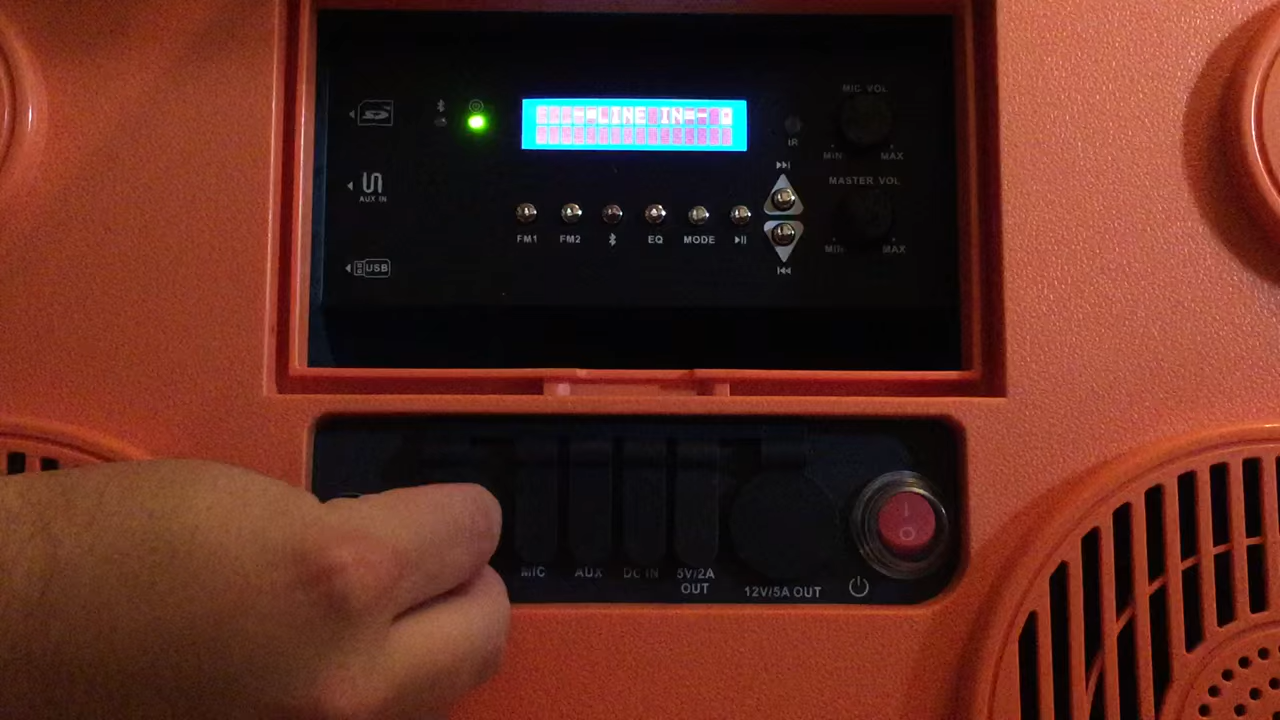 -=LINE IN=-
SD
AUX IN
USB
FM1 FM2 EQ MODE
IR
MIC VOL
MIN MAX
MASTER VOL
MIN MAX
MIC AUX DC IN 5V/2A
OUT
12V/5A OUT